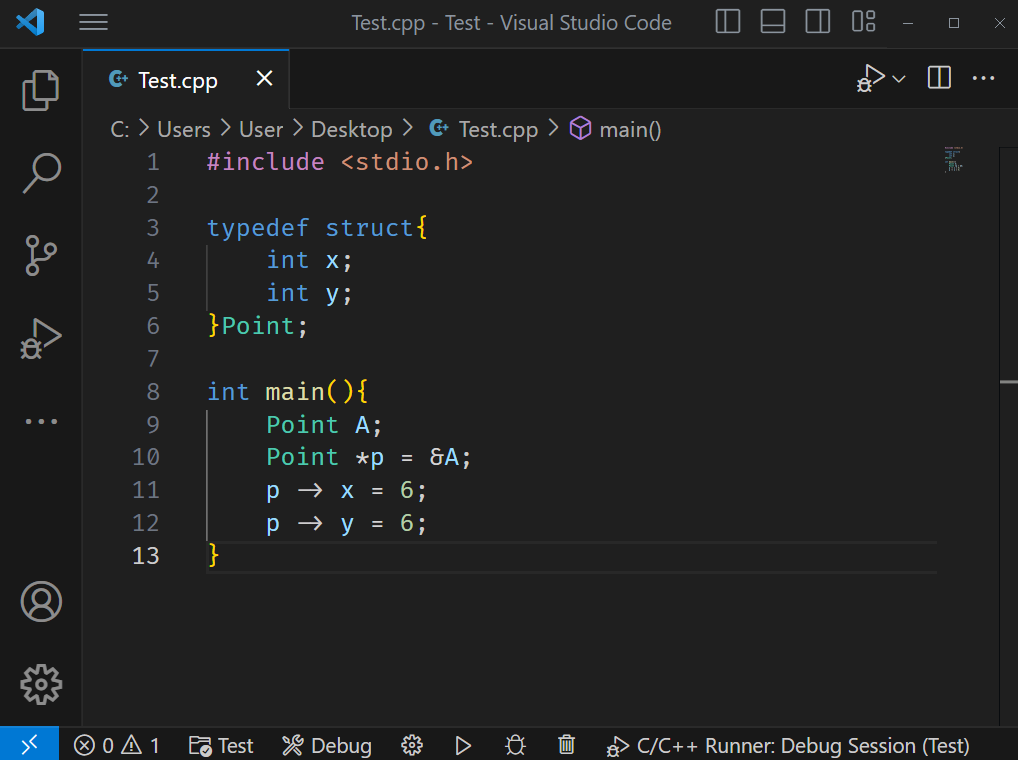 Test.cpp - Test - Visual Studio Code
Test.cpp
C: > Users > User > Desktop > Test.cpp > main()
1 #include <stdio.h>
2
3 typedef struct{
4     int x;
5     int y;
6 }Point;
7
8 int main(){
9     Point A;
10     Point *p = &A;
11     p -> x = 6;
12     p -> y = 6;
13 }
0 1 Test Debug C/C++ Runner: Debug Session (Test)